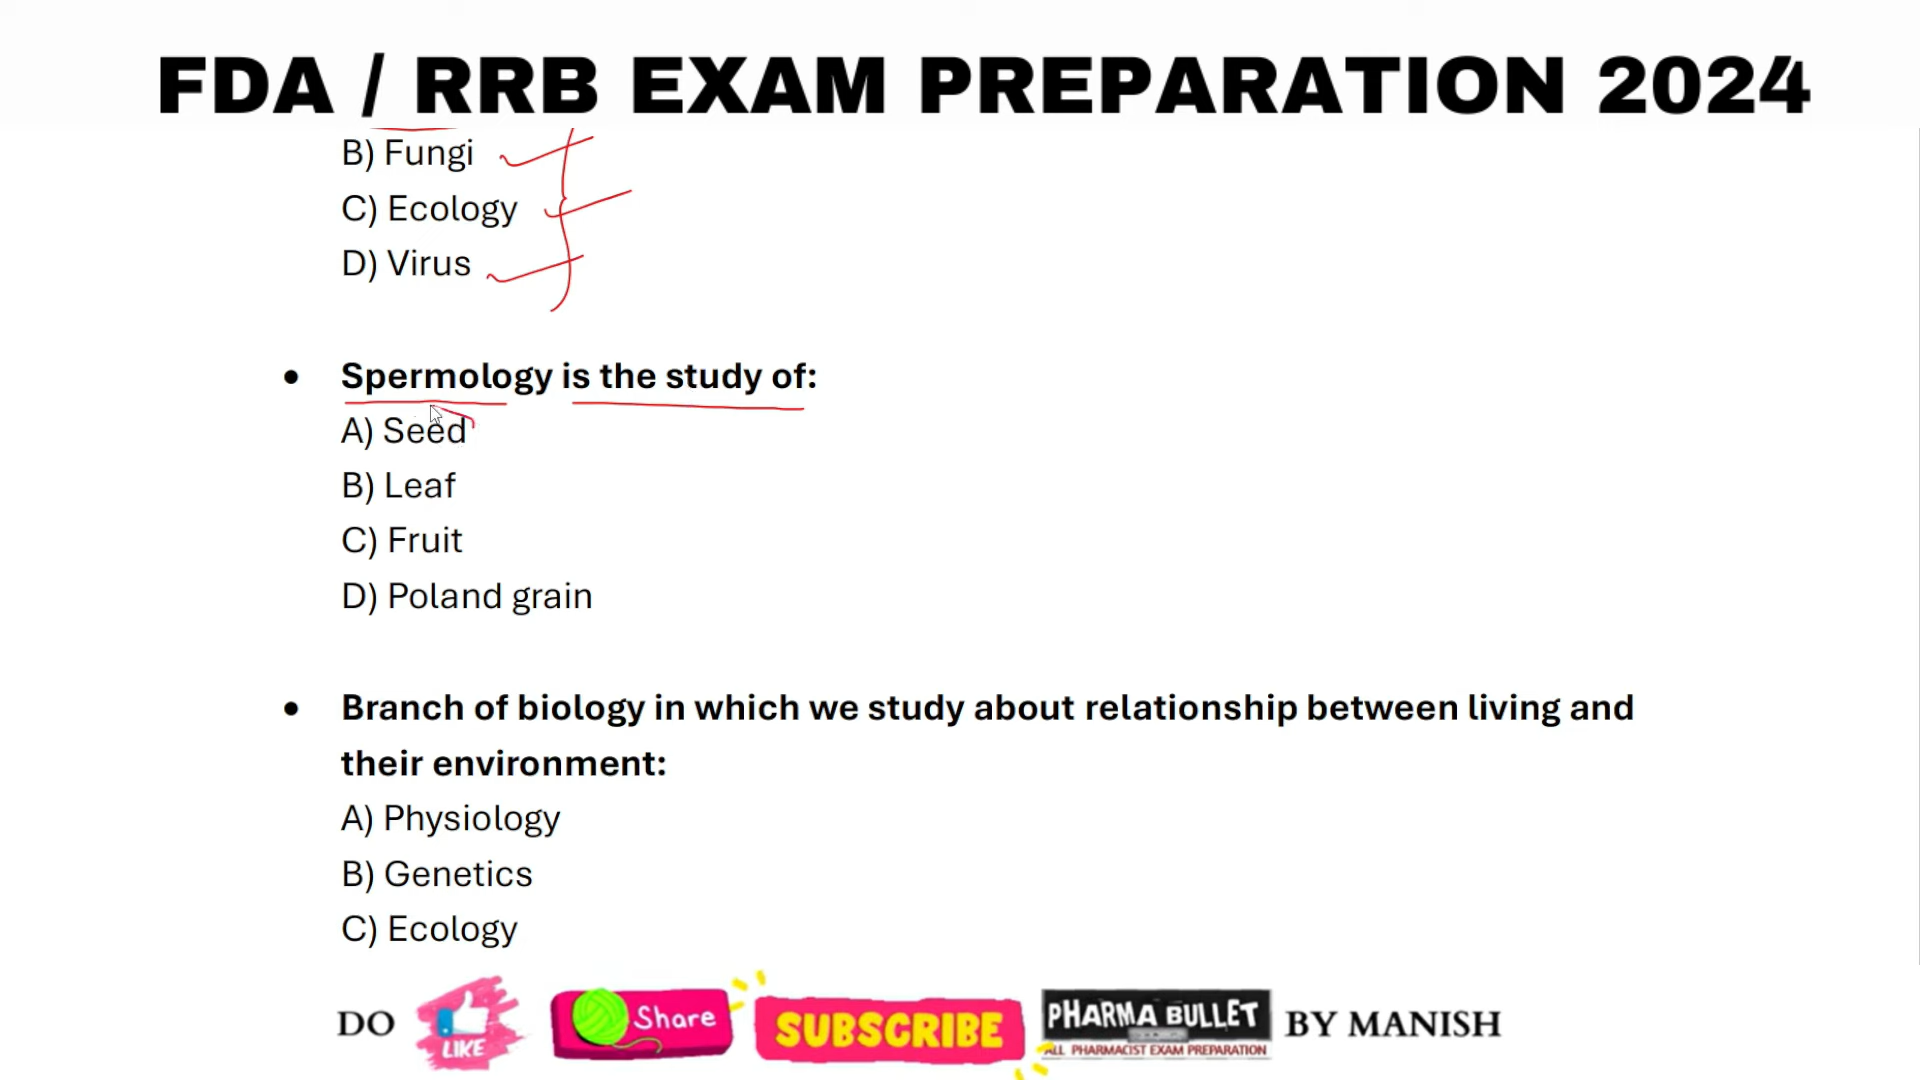 FDA / RRB EXAM PREPARATION 2024
B) Fungi
C) Ecology
D) Virus
• Spermology is the study of:
A) Seed
B) Leaf
C) Fruit
D) Poland grain
• Branch of biology in which we study about relationship between living and
their environment:
A) Physiology
B) Genetics
C) Ecology
DO LIKE Share SUBSCRIBE PHARMA BULLET BY MANISH
ALL PHARMACIST EXAM PREPARATION